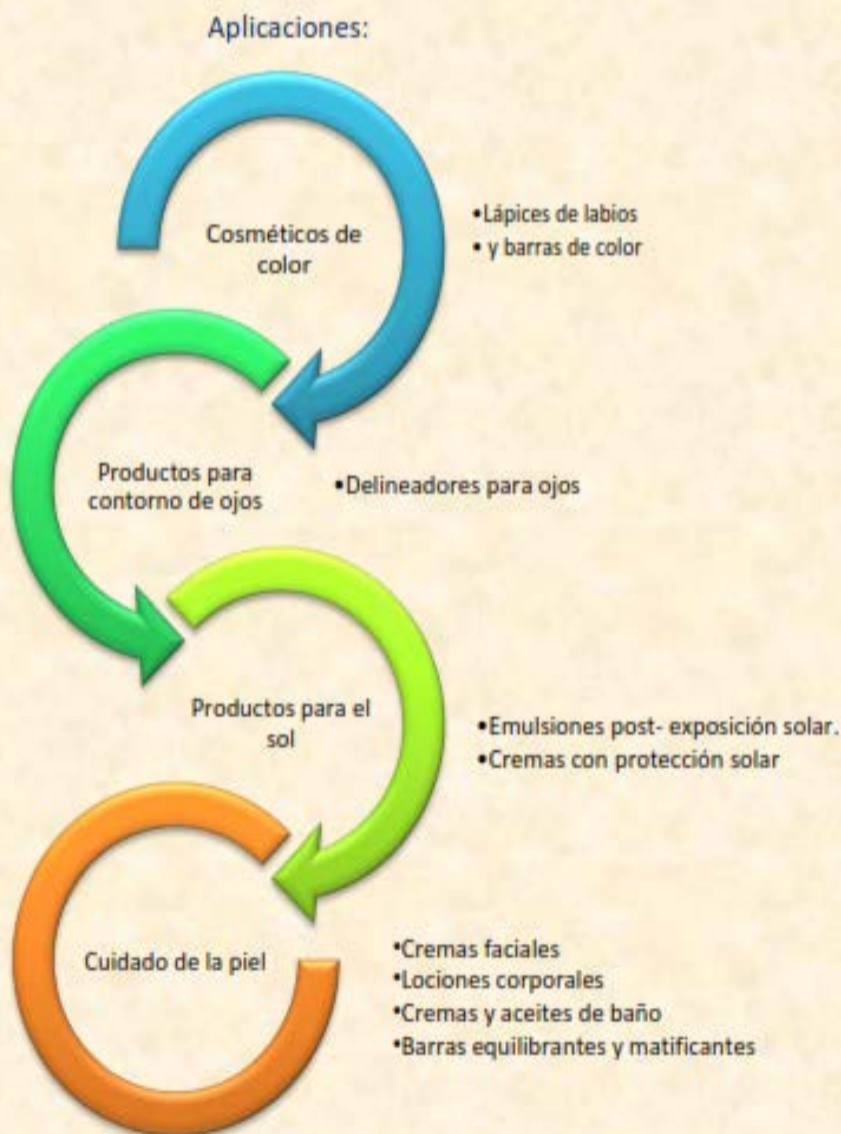 Aplicaciones:
Cosméticos de
color
•Lápices de labios
• y barras de color
Productos para
contorno de ojos
•Delineadores para ojos
Productos para el
sol
•Emulsiones post- exposición solar.
•Cremas con protección solar
Cuidado de la piel
•Cremas faciales
•Lociones corporales
•Cremas y aceites de baño
•Barras equilibrantes y matificantes